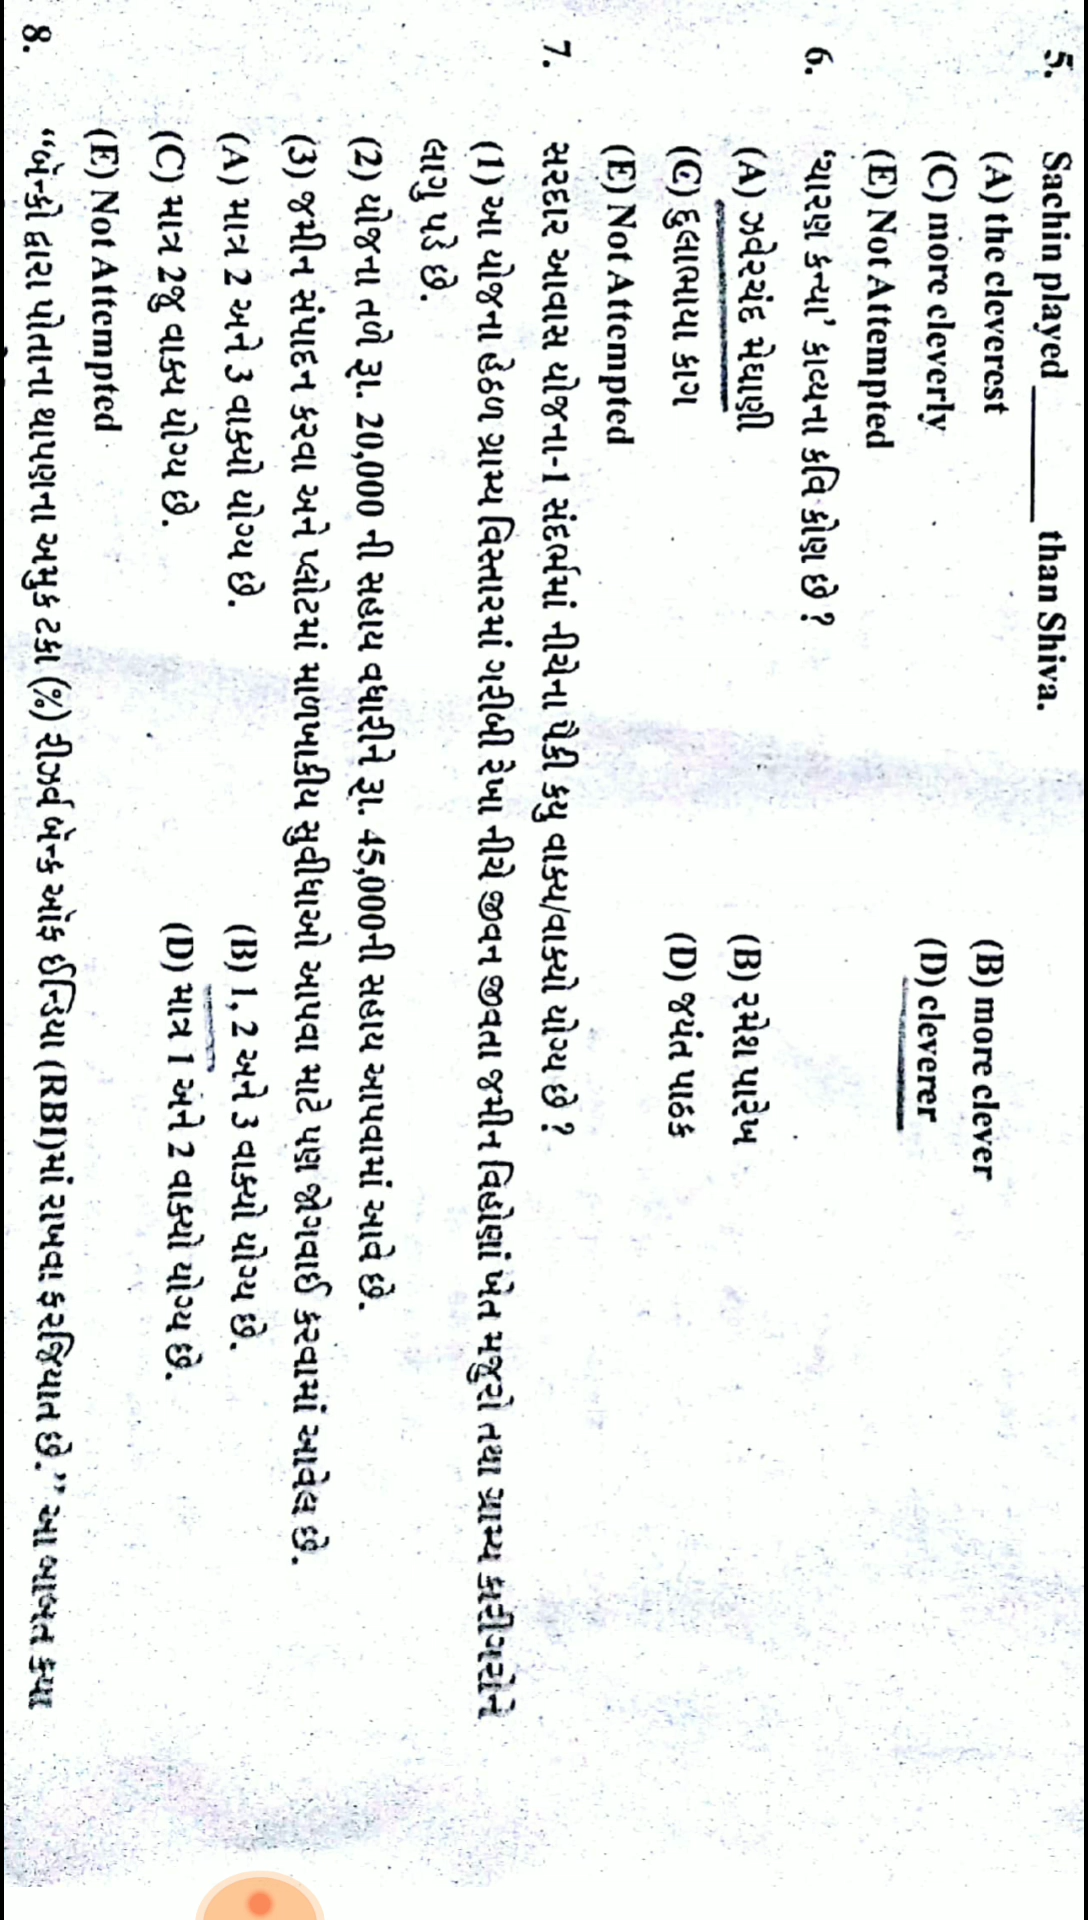 5. Sachin played ________ than Shiva.
(A) the cleverest (B) more clever
(C) more cleverly (D) cleverer
(E) Not Attempted
6. 'ચારણ કન્યા' કાવ્યના કવિ કોણ છે ?
(A) ઝવેરચંદ મેઘાણી (B) રમેશ પારેખ
(C) દુલાભાયા કાગ (D) જયંત પાઠક
(E) Not Attempted
7. સરદાર આવાસ યોજના-1 સંદર્ભમાં નીચેના પૈકી કયુ વાક્ય/વાક્યો યોગ્ય છે ?
(1) આ યોજના હેઠળ ગ્રામ્ય વિસ્તારમાં ગરીબી રેખા નીચે જીવન જીવતા જમીન વિહોણાં ખેત મજુરો તથા ગ્રામ્ય કારીગરોને
લાગુ પડે છે.
(2) યોજના તળે રૂા. 20,000 ની સહાય વધારીને રૂા. 45,000ની સહાય આપવામાં આવે છે.
(3) જમીન સંપાદન કરવા અને પ્લોટમાં માળખાકીય સુવીધાઓ આપવા માટે પણ જોગવાઈ કરવામાં આવેલ છે.
(A) માત્ર 2 અને 3 વાક્યો યોગ્ય છે. (B) 1, 2 અને 3 વાક્યો યોગ્ય છે.
(C) માત્ર 2જુ વાક્ય યોગ્ય છે. (D) માત્ર 1 અને 2 વાક્યો યોગ્ય છે.
(E) Not Attempted
8. "બેન્કો દ્વારા પોતાના થાપણના અમુક ટકા (%) રીઝર્વ બેન્ક ઓફ ઈન્ડિયા (RBI)માં રાખવા ફરજિયાત છે." આ બાબત ક્યા